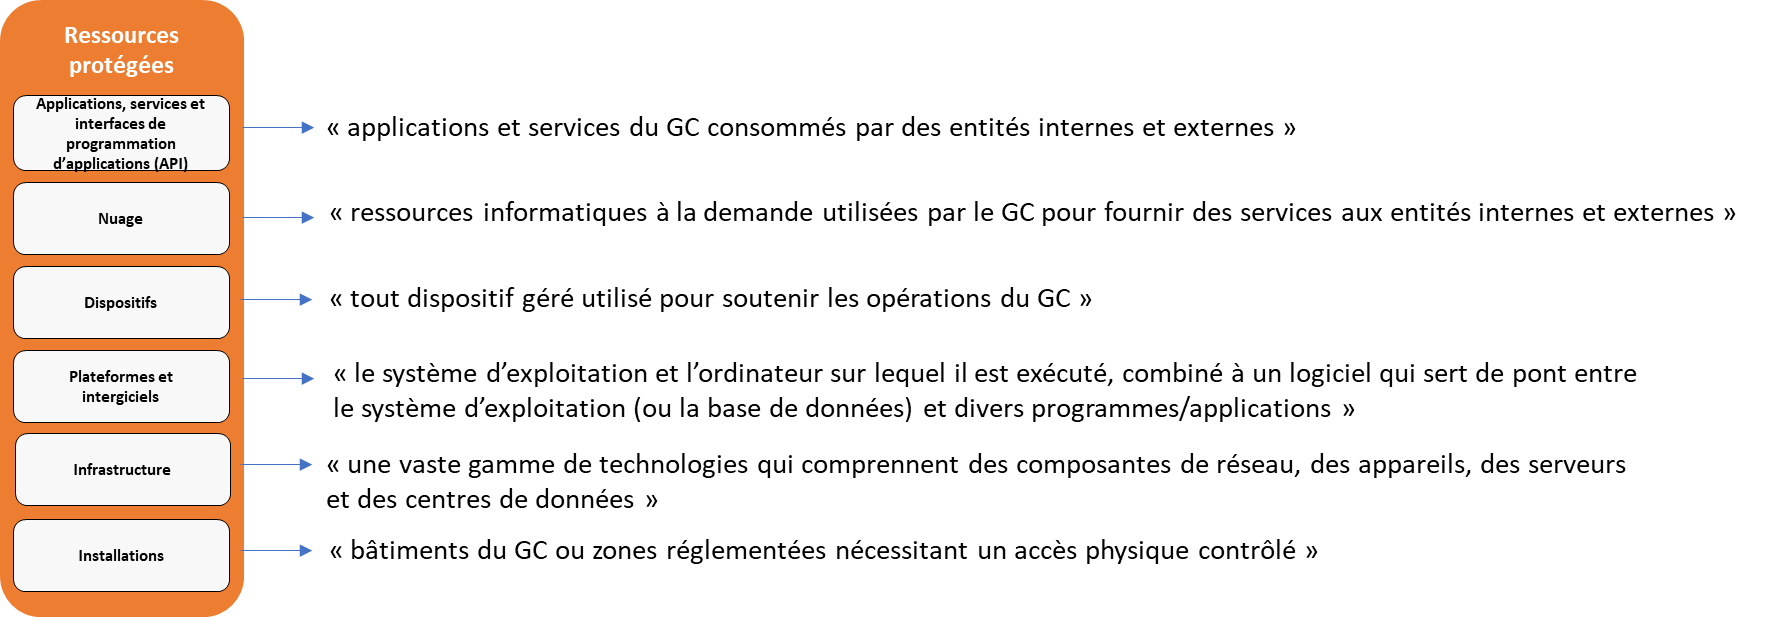 Ressources
protégées
Applications, services et
interfaces de
programmation
d’applications (API)
« applications et services du GC consommés par des entités internes et externes »
Nuage
« ressources informatiques à la demande utilisées par le GC pour fournir des services aux entités internes et externes »
Dispositifs
« tout dispositif géré utilisé pour soutenir les opérations du GC »
Plateformes et
intergiciels
« le système d’exploitation et l’ordinateur sur lequel il est exécuté, combiné à un logiciel qui sert de pont entre
le système d’exploitation (ou la base de données) et divers programmes/applications »
Infrastructure
« une vaste gamme de technologies qui comprennent des composantes de réseau, des appareils, des serveurs
et des centres de données »
Installations
« bâtiments du GC ou zones réglementées nécessitant un accès physique contrôlé »